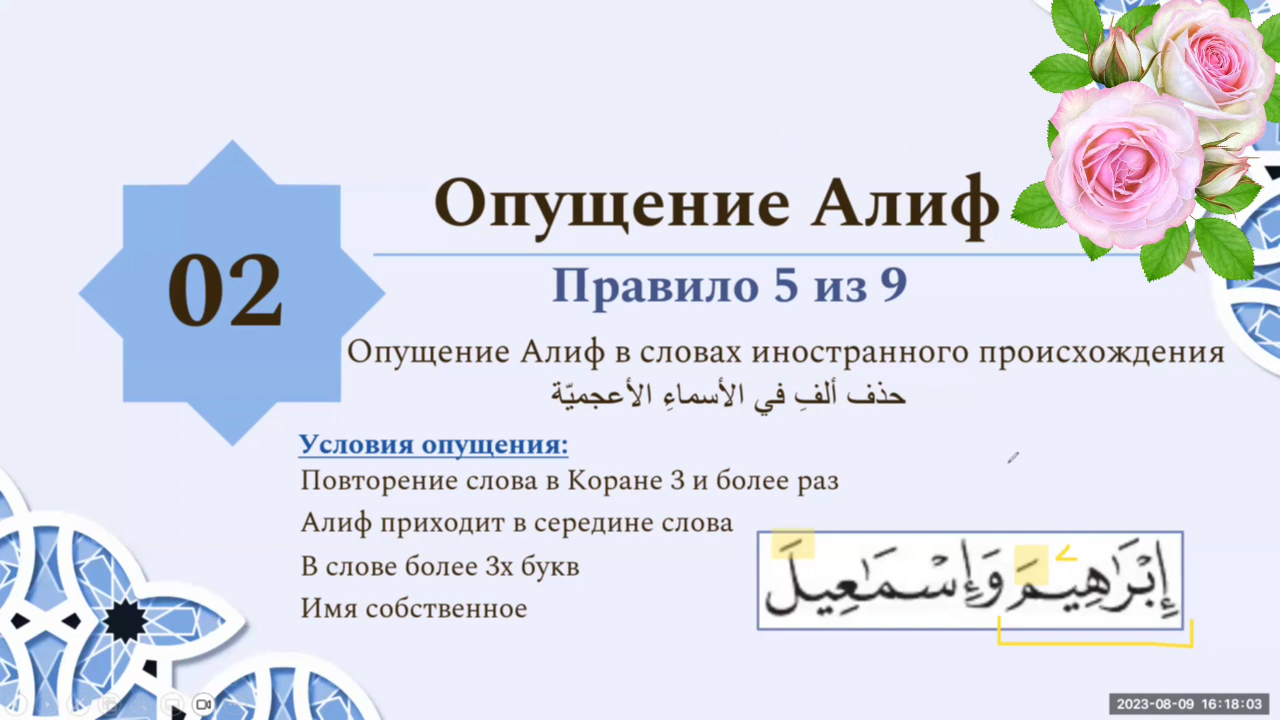 Опущение Алиф
02
Правило 5 из 9
Опущение Алиф в словах иностранного происхождения
حذف ألفِ في الأسماءِ الأعجميّة
Условия опущения:
Повторение слова в Коране 3 и более раз
Алиф приходит в середине слова
В слове более 3х букв
Имя собственное
إِبْرَٰهِيمَ وَإِسْمَٰعِيلَ
2023-08-09 16:18:03